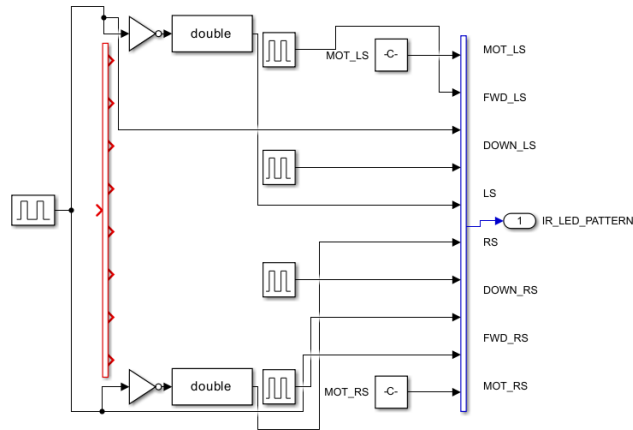 double
MOT_LS
-C-
MOT_LS
FWD_LS
DOWN_LS
LS
1
IR_LED_PATTERN
RS
DOWN_RS
FWD_RS
double
MOT_RS
-C-
MOT_RS